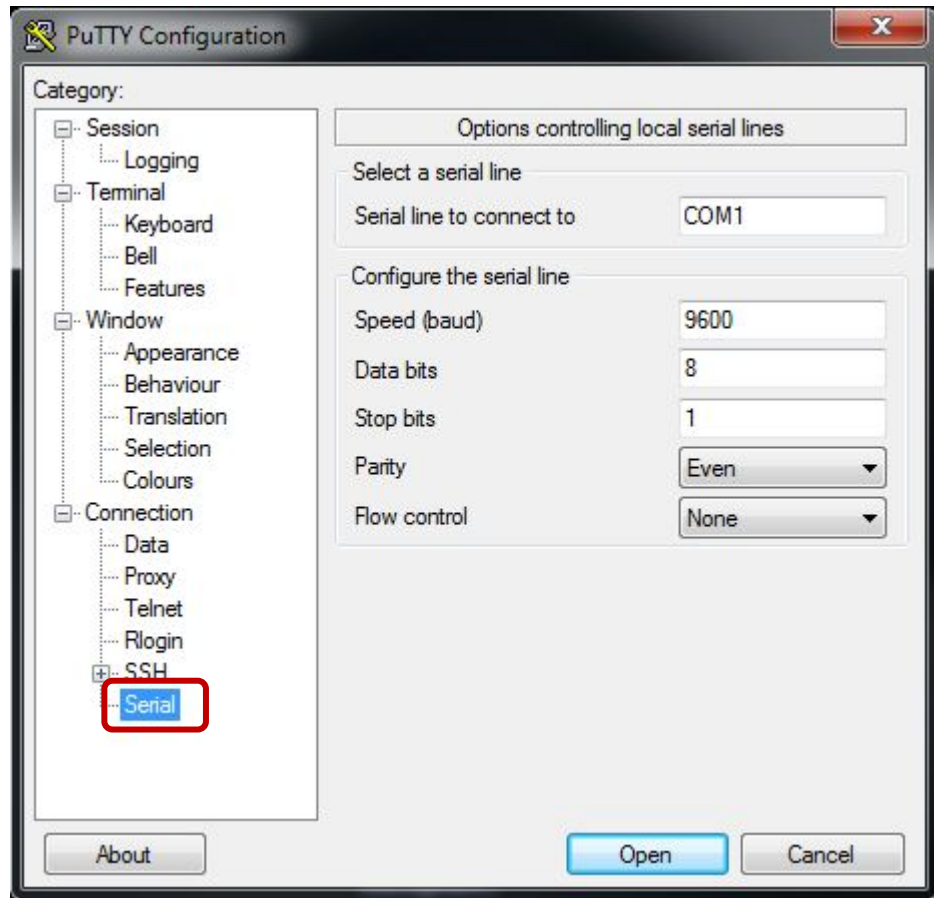 PuTTY Configuration
X
Category:
Session
Logging
Terminal
Keyboard
Bell
Features
Window
Appearance
Behaviour
Translation
Selection
Colours
Connection
Data
Proxy
Telnet
Rlogin
SSH
Serial
Options controlling local serial lines
Select a serial line
Serial line to connect to COM1
Configure the serial line
Speed (baud) 9600
Data bits 8
Stop bits 1
Parity Even
Flow control None
About Open Cancel